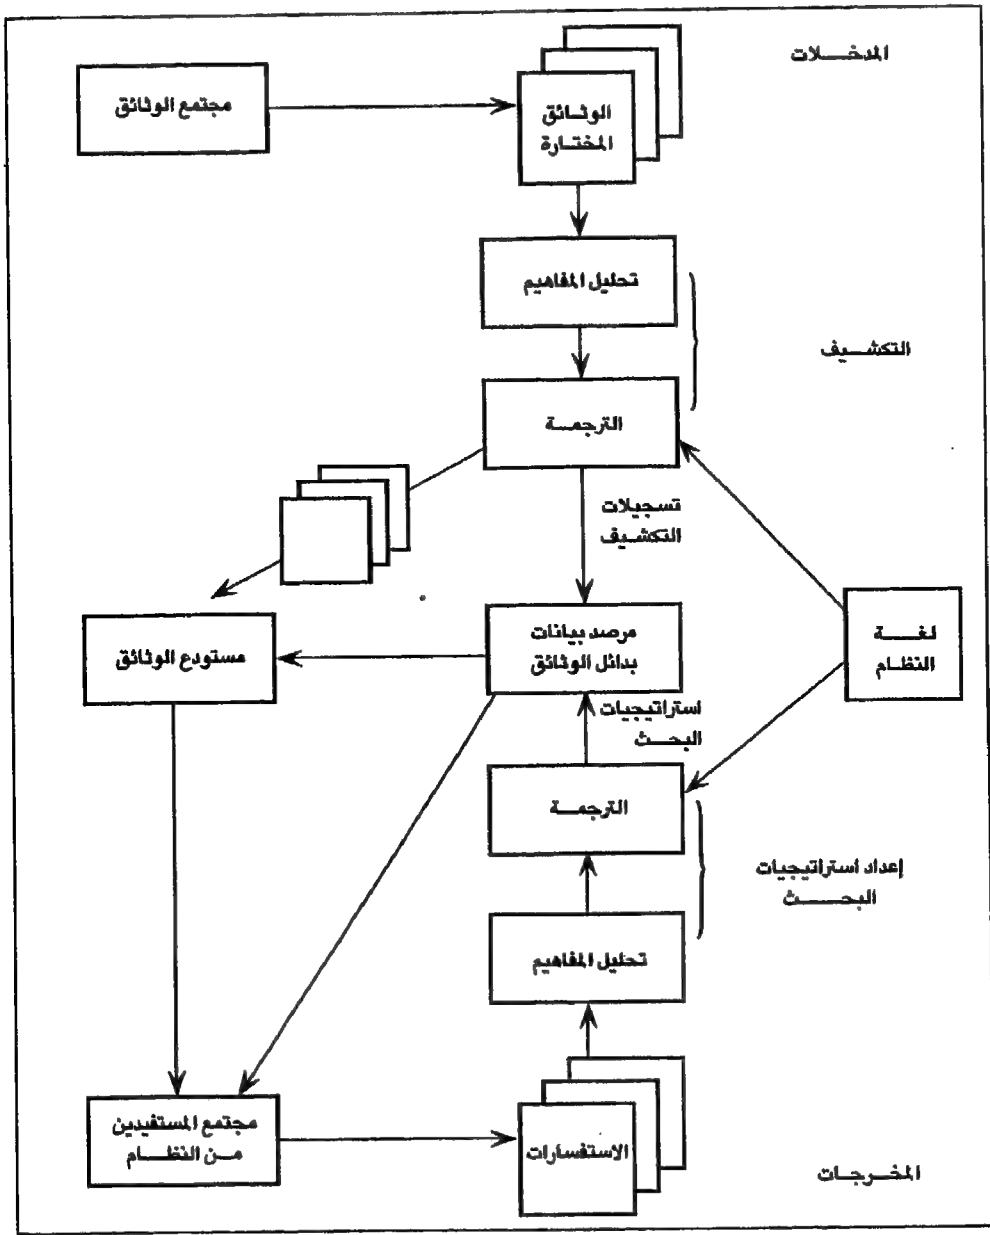 المدخلات
مجتمع الوثائق
الوثائق
المختارة
تحليل المفاهيم
التكشيف
الترجمة
تسجيلات
التكشيف
لغة
النظام
مرصد بيانات
بدائل الوثائق
مستودع الوثائق
استراتيجيات
البحث
الترجمة
إعداد استراتيجيات
البحث
تحليل المفاهيم
مجتمع المستفيدين
من النظام
الاستفسارات
المخرجات